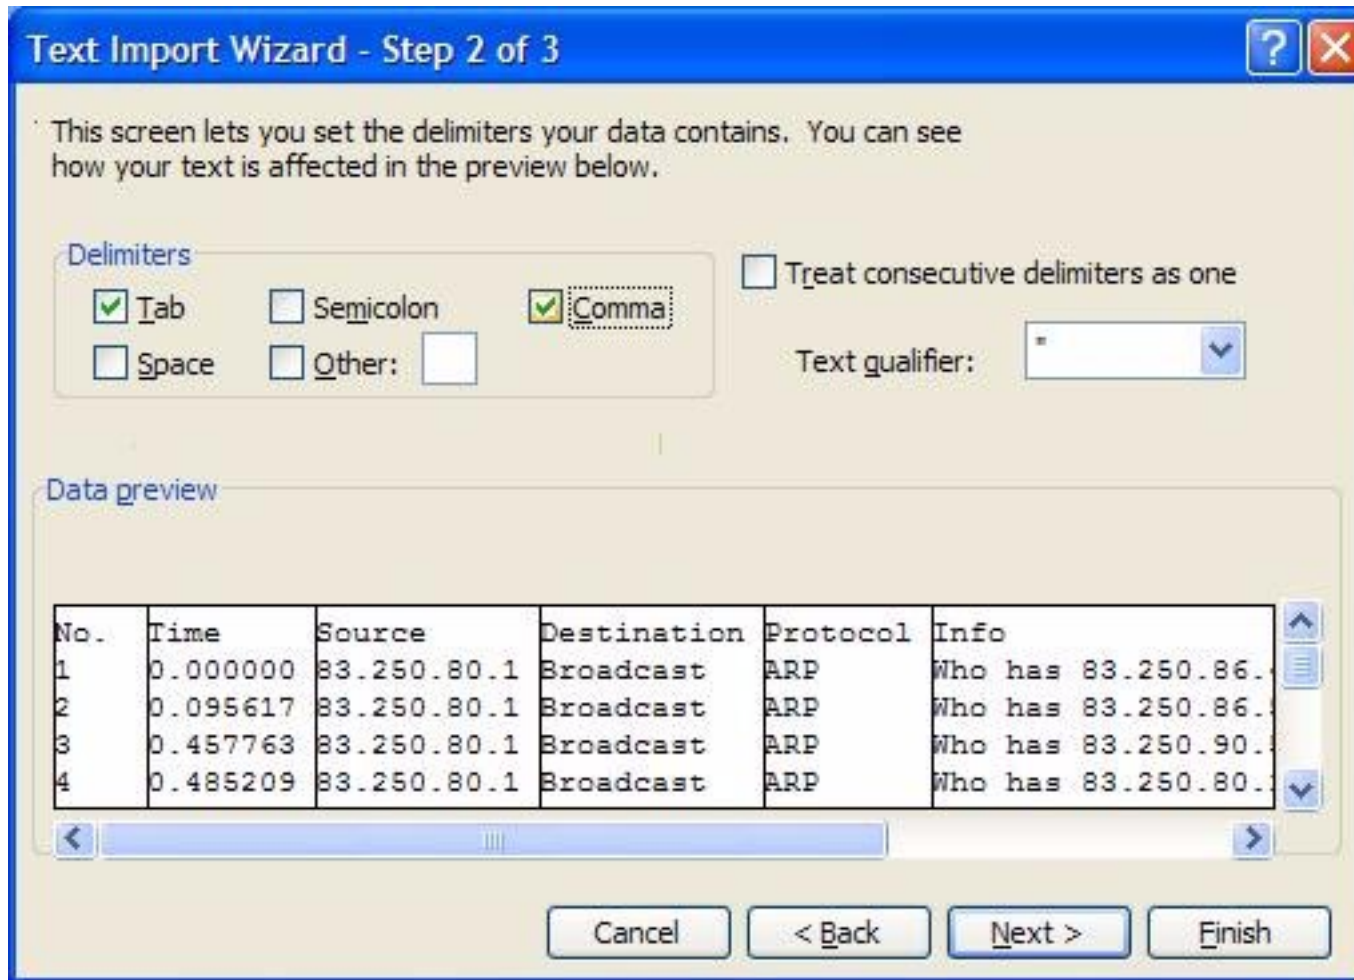 Text Import Wizard - Step 2 of 3
This screen lets you set the delimiters your data contains. You can see
how your text is affected in the preview below.
Delimiters
Tab Semicolon Comma
Space Other:
Treat consecutive delimiters as one
Text qualifier: "
Data preview
No. Time Source Destination Protocol Info
1 0.000000 83.250.80.1 Broadcast ARP Who has 83.250.86.
2 0.095617 83.250.80.1 Broadcast ARP Who has 83.250.86.
3 0.457763 83.250.80.1 Broadcast ARP Who has 83.250.90.
4 0.485209 83.250.80.1 Broadcast ARP Who has 83.250.80.
Cancel < Back Next > Finish